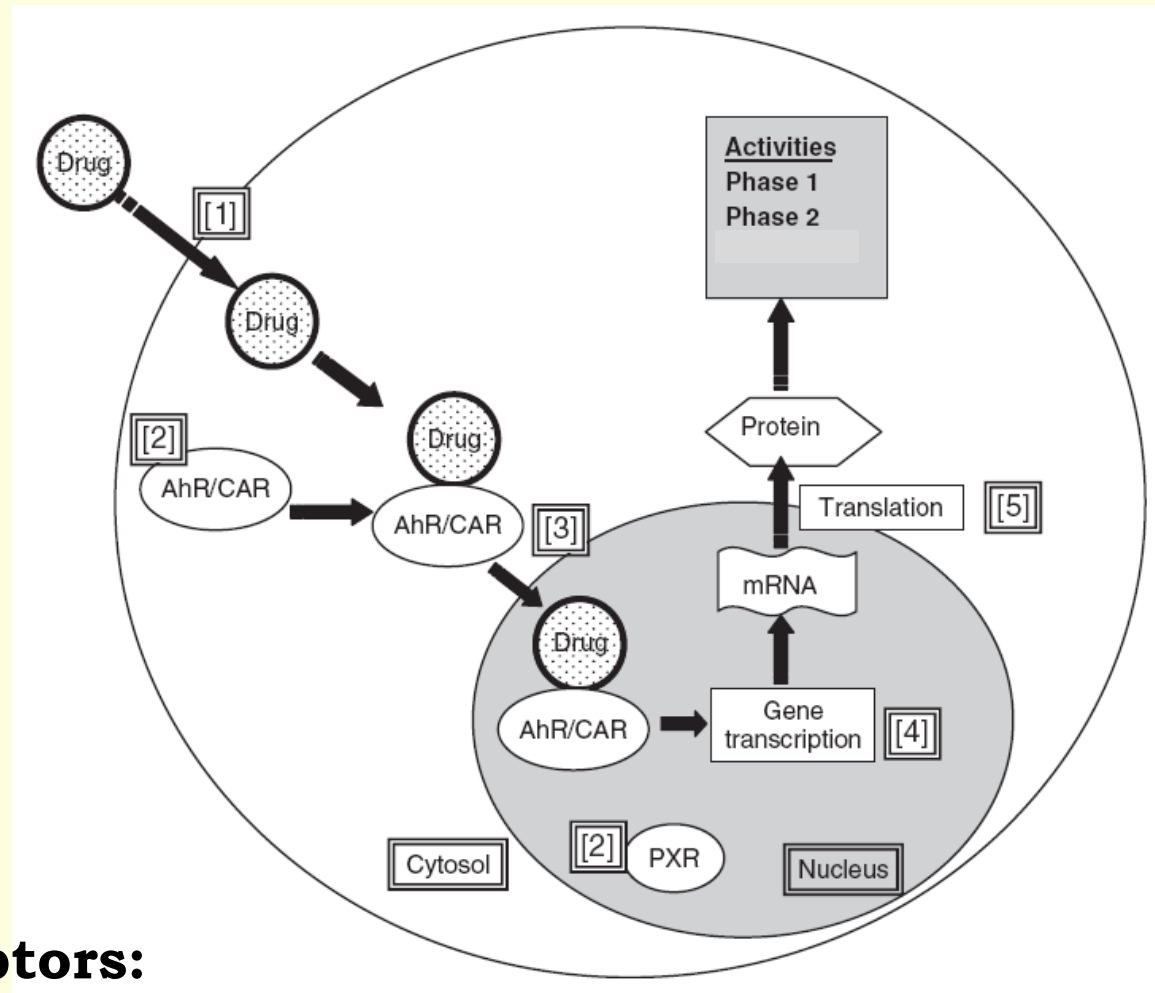 Drug
[1]
Drug
[2]
AhR/CAR
Drug
AhR/CAR
[3]
Drug
AhR/CAR
Gene
transcription
[4]
mRNA
Translation
[5]
Protein
Activities
Phase 1
Phase 2
[2]
PXR
Cytosol
Nucleus